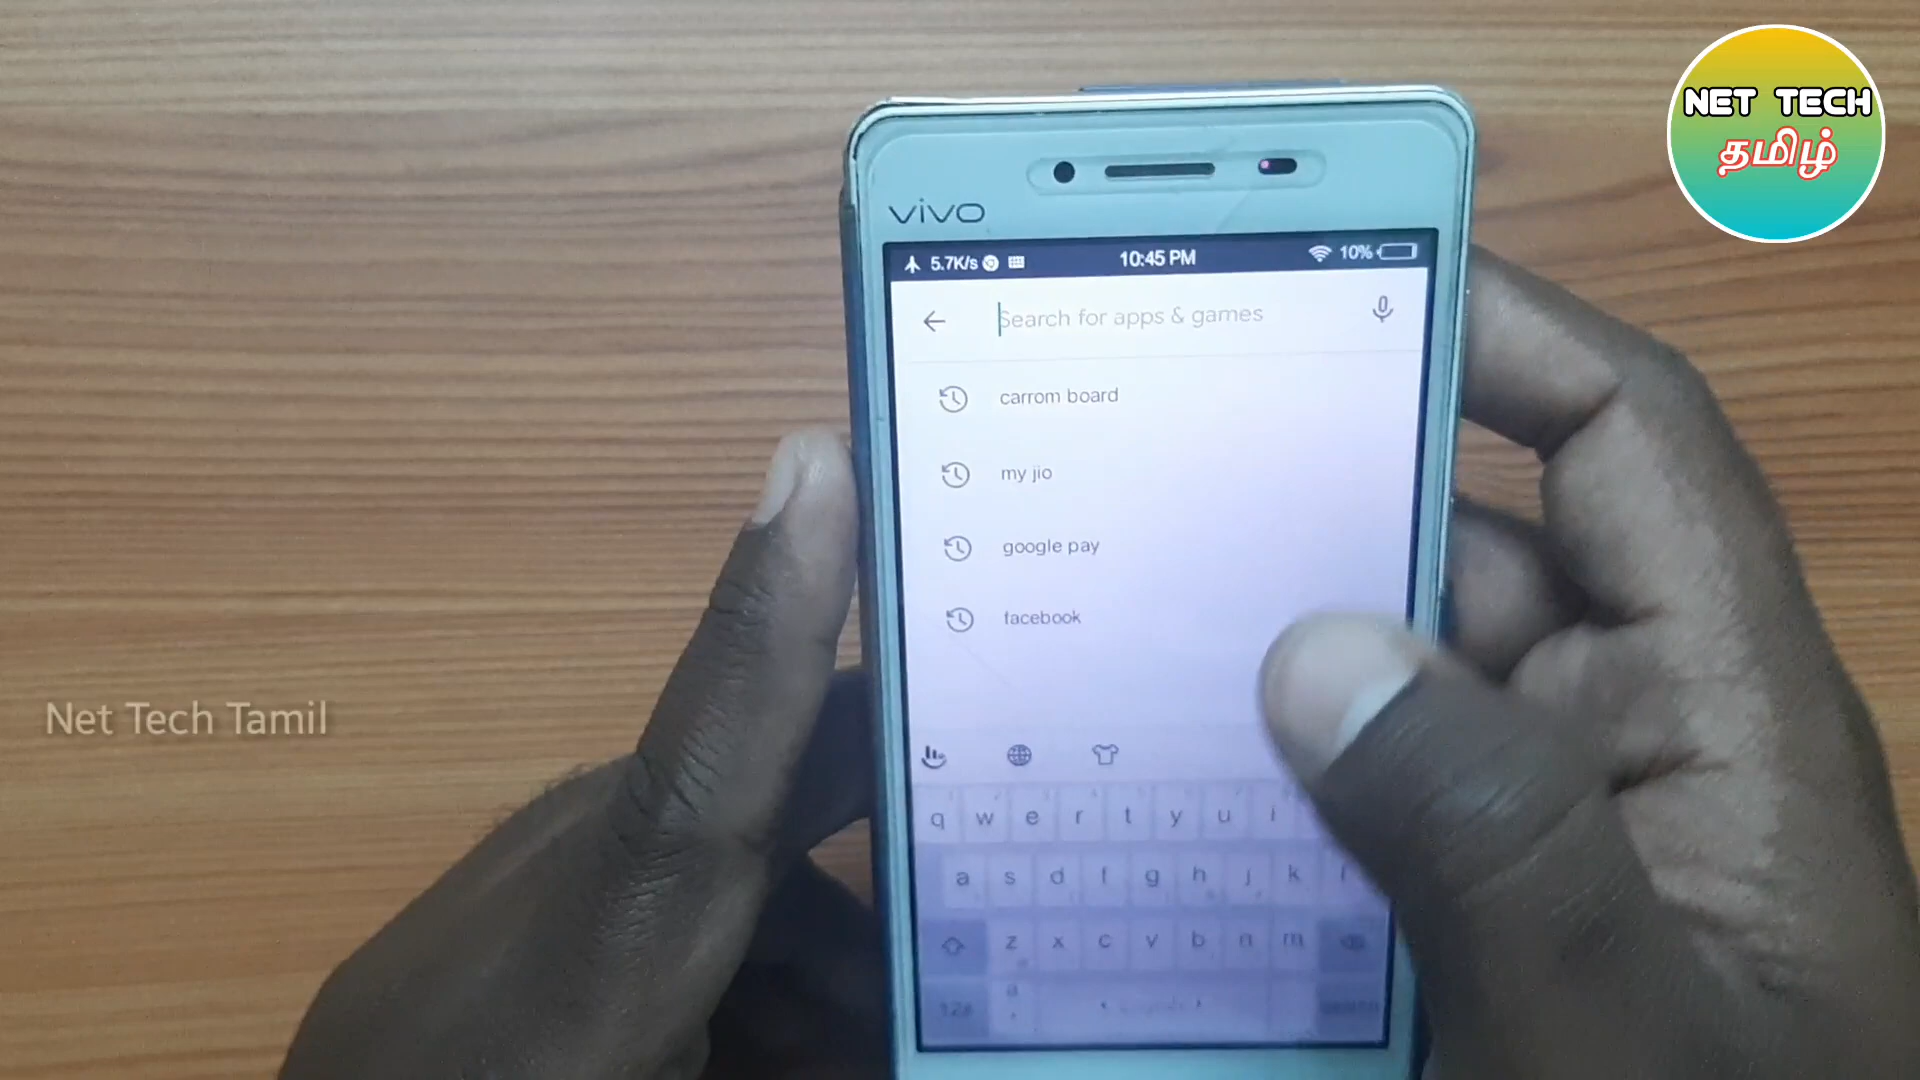 NET TECH
தமிழ்
vivo
5.7K/s
10:45 PM
10%
Search for apps & games
carrom board
my jio
google pay
facebook
Net Tech Tamil
q w e r t y u i
a s d f g h j k l
z x c v b n m